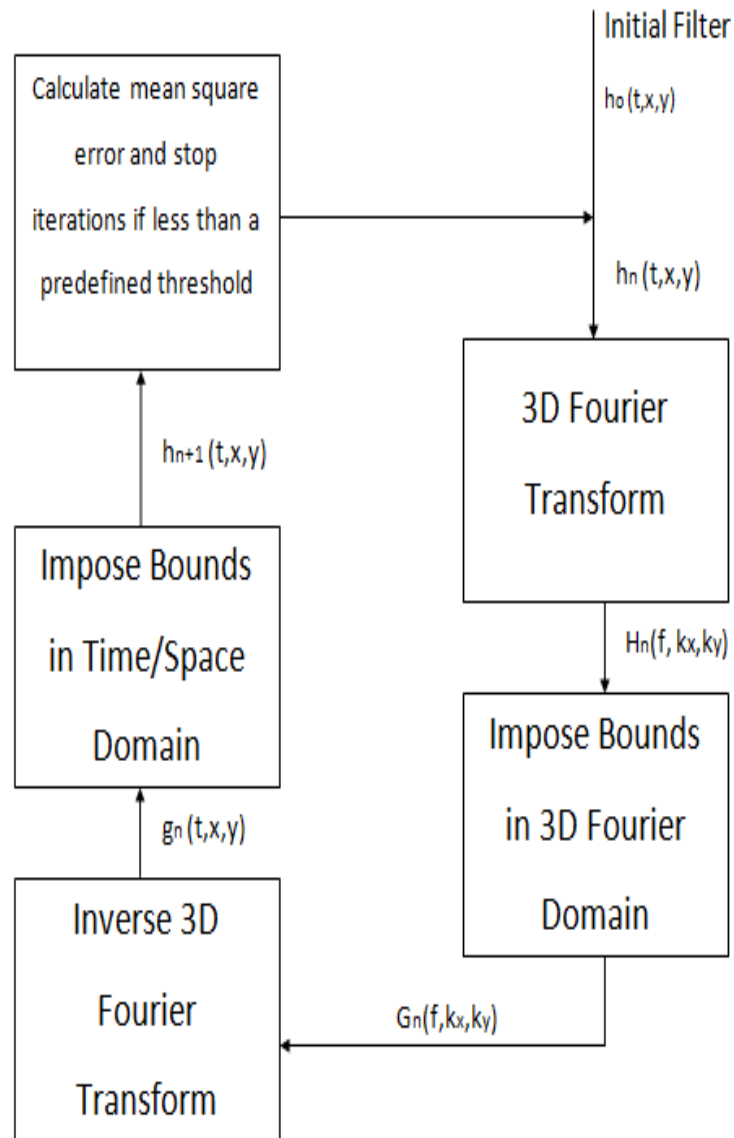 Initial Filter
h₀ (t,x,y)
Calculate mean square
error and stop
iterations if less than a
predefined threshold
hₙ (t,x,y)
3D Fourier
Transform
Hₙ(f, kₓ,kᵧ)
Impose Bounds
in 3D Fourier
Domain
Gₙ(f,kₓ,kᵧ)
Inverse 3D
Fourier
Transform
gₙ (t,x,y)
Impose Bounds
in Time/Space
Domain
hₙ₊₁ (t,x,y)